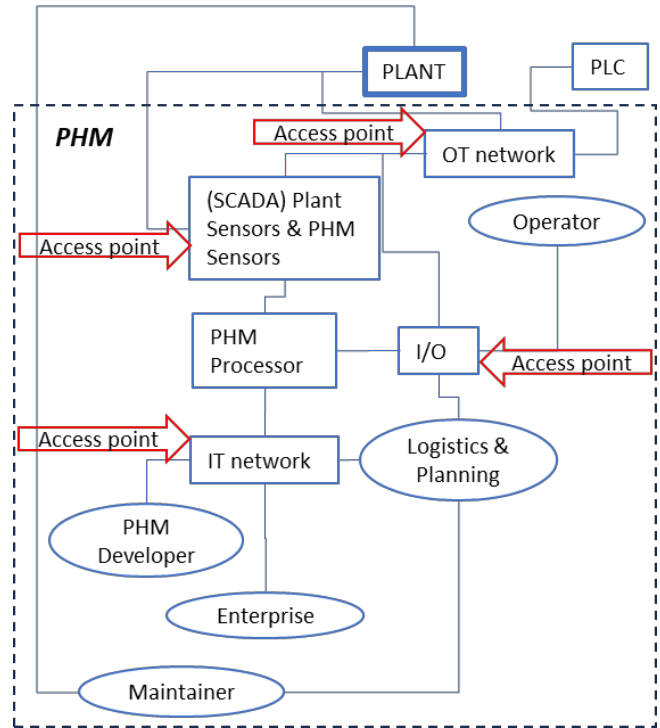 PLANT
PLC
PHM
Access point
OT network
(SCADA) Plant
Sensors & PHM
Sensors
Operator
Access point
PHM
Processor
I/O
Access point
Access point
IT network
Logistics &
Planning
PHM
Developer
Enterprise
Maintainer